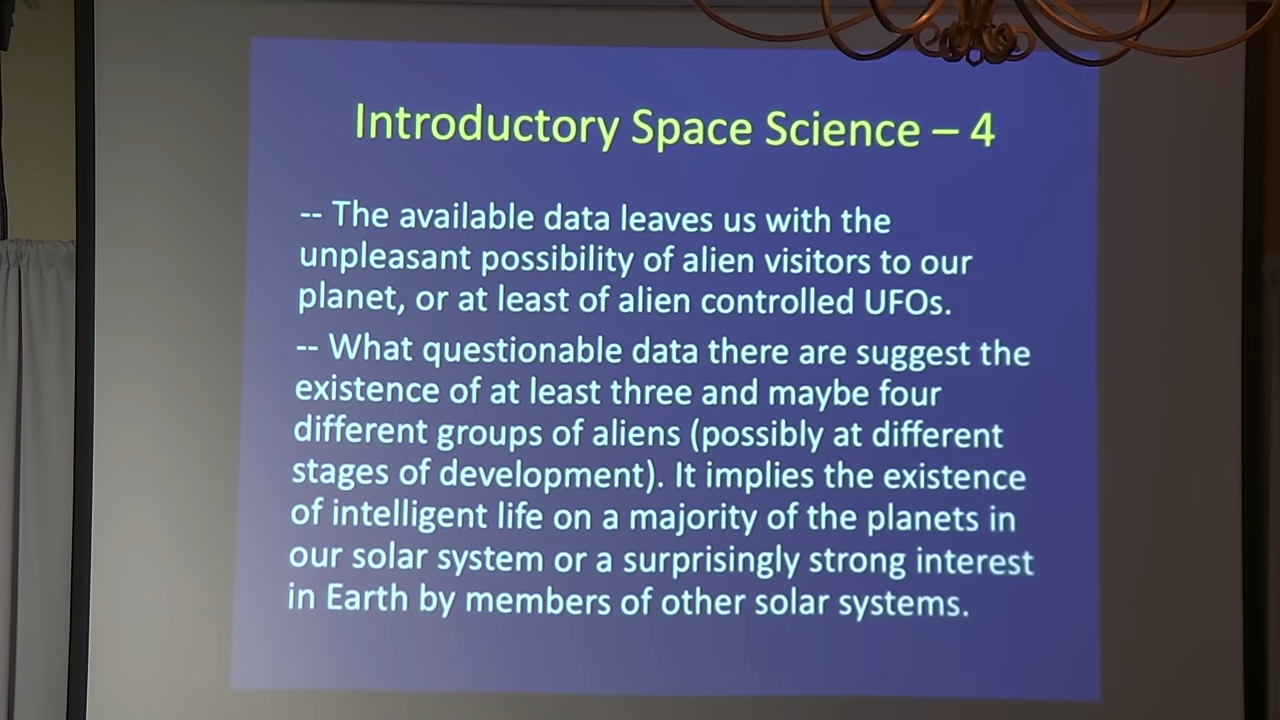 Introductory Space Science – 4
-- The available data leaves us with the
unpleasant possibility of alien visitors to our
planet, or at least of alien controlled UFOs.
-- What questionable data there are suggest the
existence of at least three and maybe four
different groups of aliens (possibly at different
stages of development). It implies the existence
of intelligent life on a majority of the planets in
our solar system or a surprisingly strong interest
in Earth by members of other solar systems.